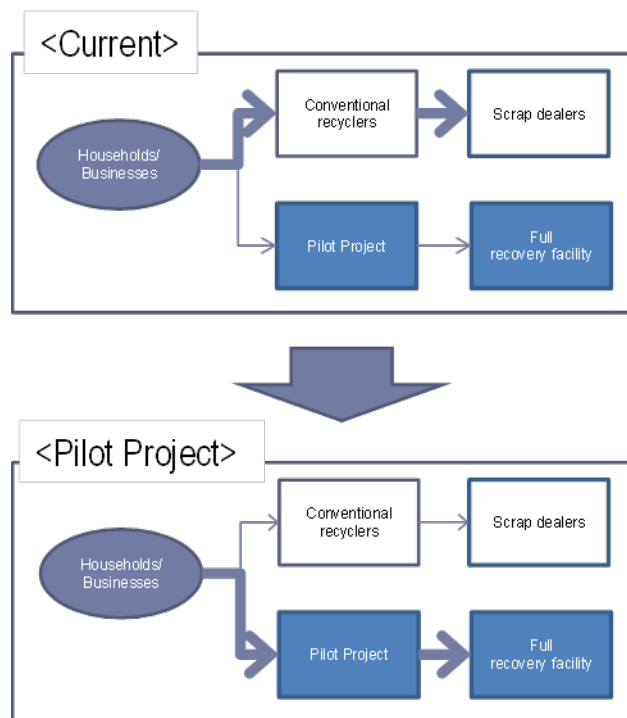 <Current>
Households/
Businesses
Conventional
recyclers
Scrap dealers
Pilot Project
Full
recovery facility
<Pilot Project>
Households/
Businesses
Conventional
recyclers
Scrap dealers
Pilot Project
Full
recovery facility